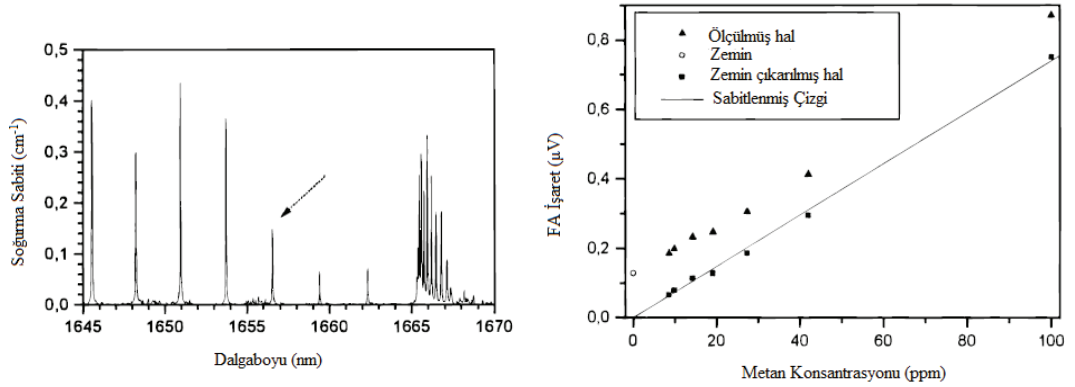 Soğurma Sabiti (cm-1)
0,5
0,4
0,3
0,2
0,1
0,0
1645 1650 1655 1660 1665 1670
Dalgaboyu (nm)
FA İşaret (µV)
0,8
0,6
0,4
0,2
0,0
0 20 40 60 80 100
Metan Konsantrasyonu (ppm)
Ölçülmüş hal
Zemin
Zemin çıkarılmış hal
Sabitlenmiş Çizgi